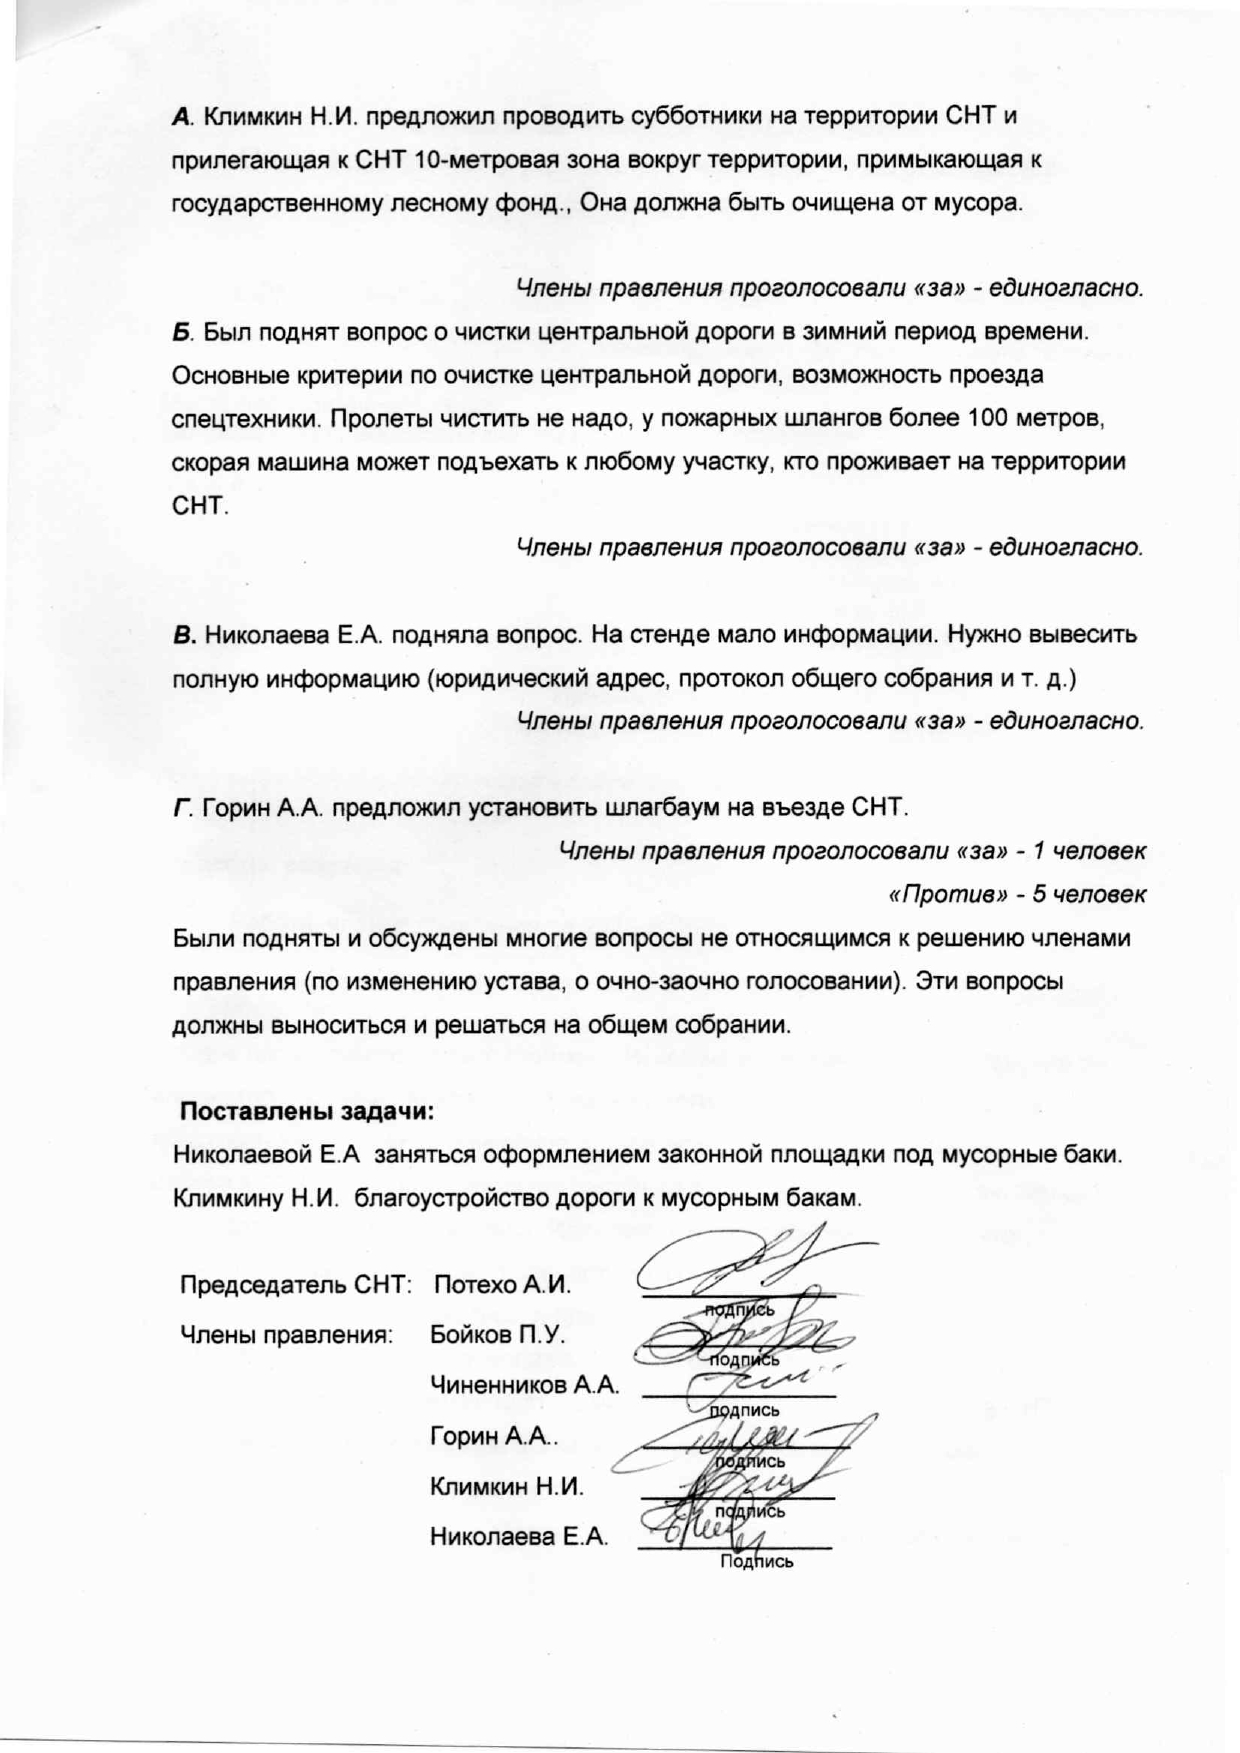 А. Климкин Н.И. предложил проводить субботники на территории СНТ и
прилегающая к СНТ 10-метровая зона вокруг территории, примыкающая к
государственному лесному фонд., Она должна быть очищена от мусора.
Члены правления проголосовали «за» - единогласно.
Б. Был поднят вопрос о чистки центральной дороги в зимний период времени.
Основные критерии по очистке центральной дороги, возможность проезда
спецтехники. Пролеты чистить не надо, у пожарных шлангов более 100 метров,
скорая машина может подъехать к любому участку, кто проживает на территории
СНТ.
Члены правления проголосовали «за» - единогласно.
В. Николаева Е.А. подняла вопрос. На стенде мало информации. Нужно вывесить
полную информацию (юридический адрес, протокол общего собрания и т. д.)
Члены правления проголосовали «за» - единогласно.
Г. Горин А.А. предложил установить шлагбаум на въезде СНТ.
Члены правления проголосовали «за» - 1 человек
«Против» - 5 человек
Были подняты и обсуждены многие вопросы не относящимся к решению членами
правления (по изменению устава, о очно-заочно голосовании). Эти вопросы
должны выноситься и решаться на общем собрании.
Поставлены задачи:
Николаевой Е.А заняться оформлением законной площадки под мусорные баки.
Климкину Н.И. благоустройство дороги к мусорным бакам.
Председатель СНТ: Потехо А.И.
подпись
Члены правления: Бойков П.У.
подпись
Чиненников А.А.
подпись
Горин А.А..
подпись
Климкин Н.И.
подпись
Николаева Е.А.
Подпись